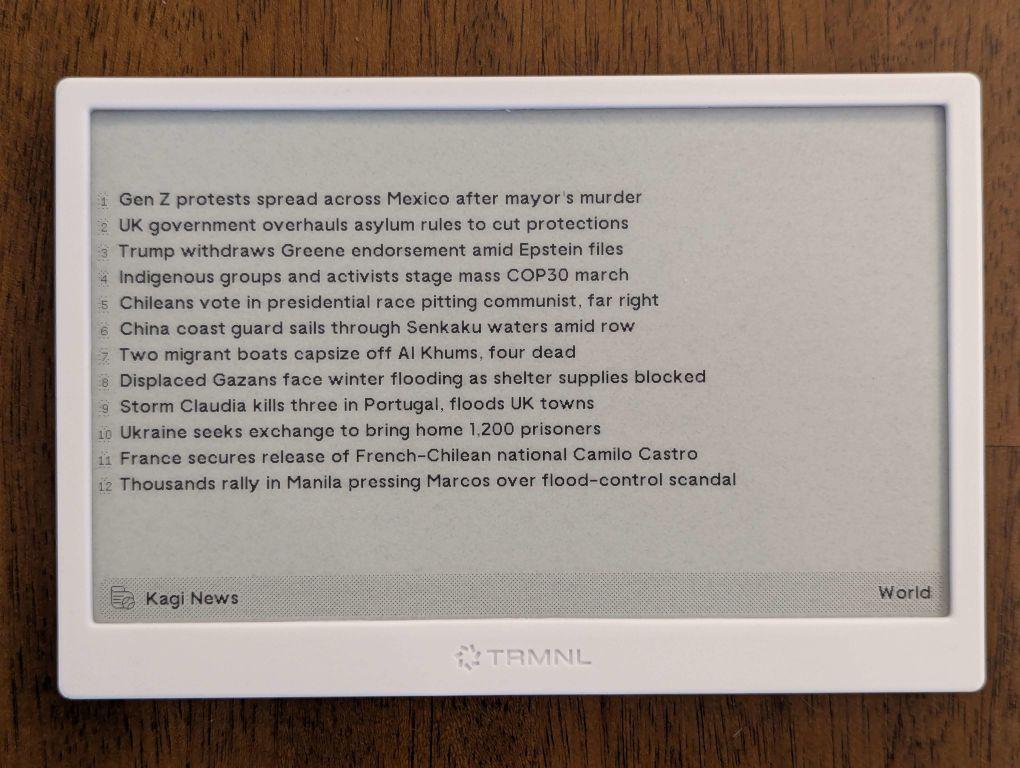 1 Gen Z protests spread across Mexico after mayor's murder
2 UK government overhauls asylum rules to cut protections
3 Trump withdraws Greene endorsement amid Epstein files
4 Indigenous groups and activists stage mass COP30 march
5 Chileans vote in presidential race pitting communist, far right
6 China coast guard sails through Senkaku waters amid row
7 Two migrant boats capsize off Al Khums, four dead
8 Displaced Gazans face winter flooding as shelter supplies blocked
9 Storm Claudia kills three in Portugal, floods UK towns
10 Ukraine seeks exchange to bring home 1,200 prisoners
11 France secures release of French-Chilean national Camilo Castro
12 Thousands rally in Manila pressing Marcos over flood-control scandal
Kagi News World
TRMNL